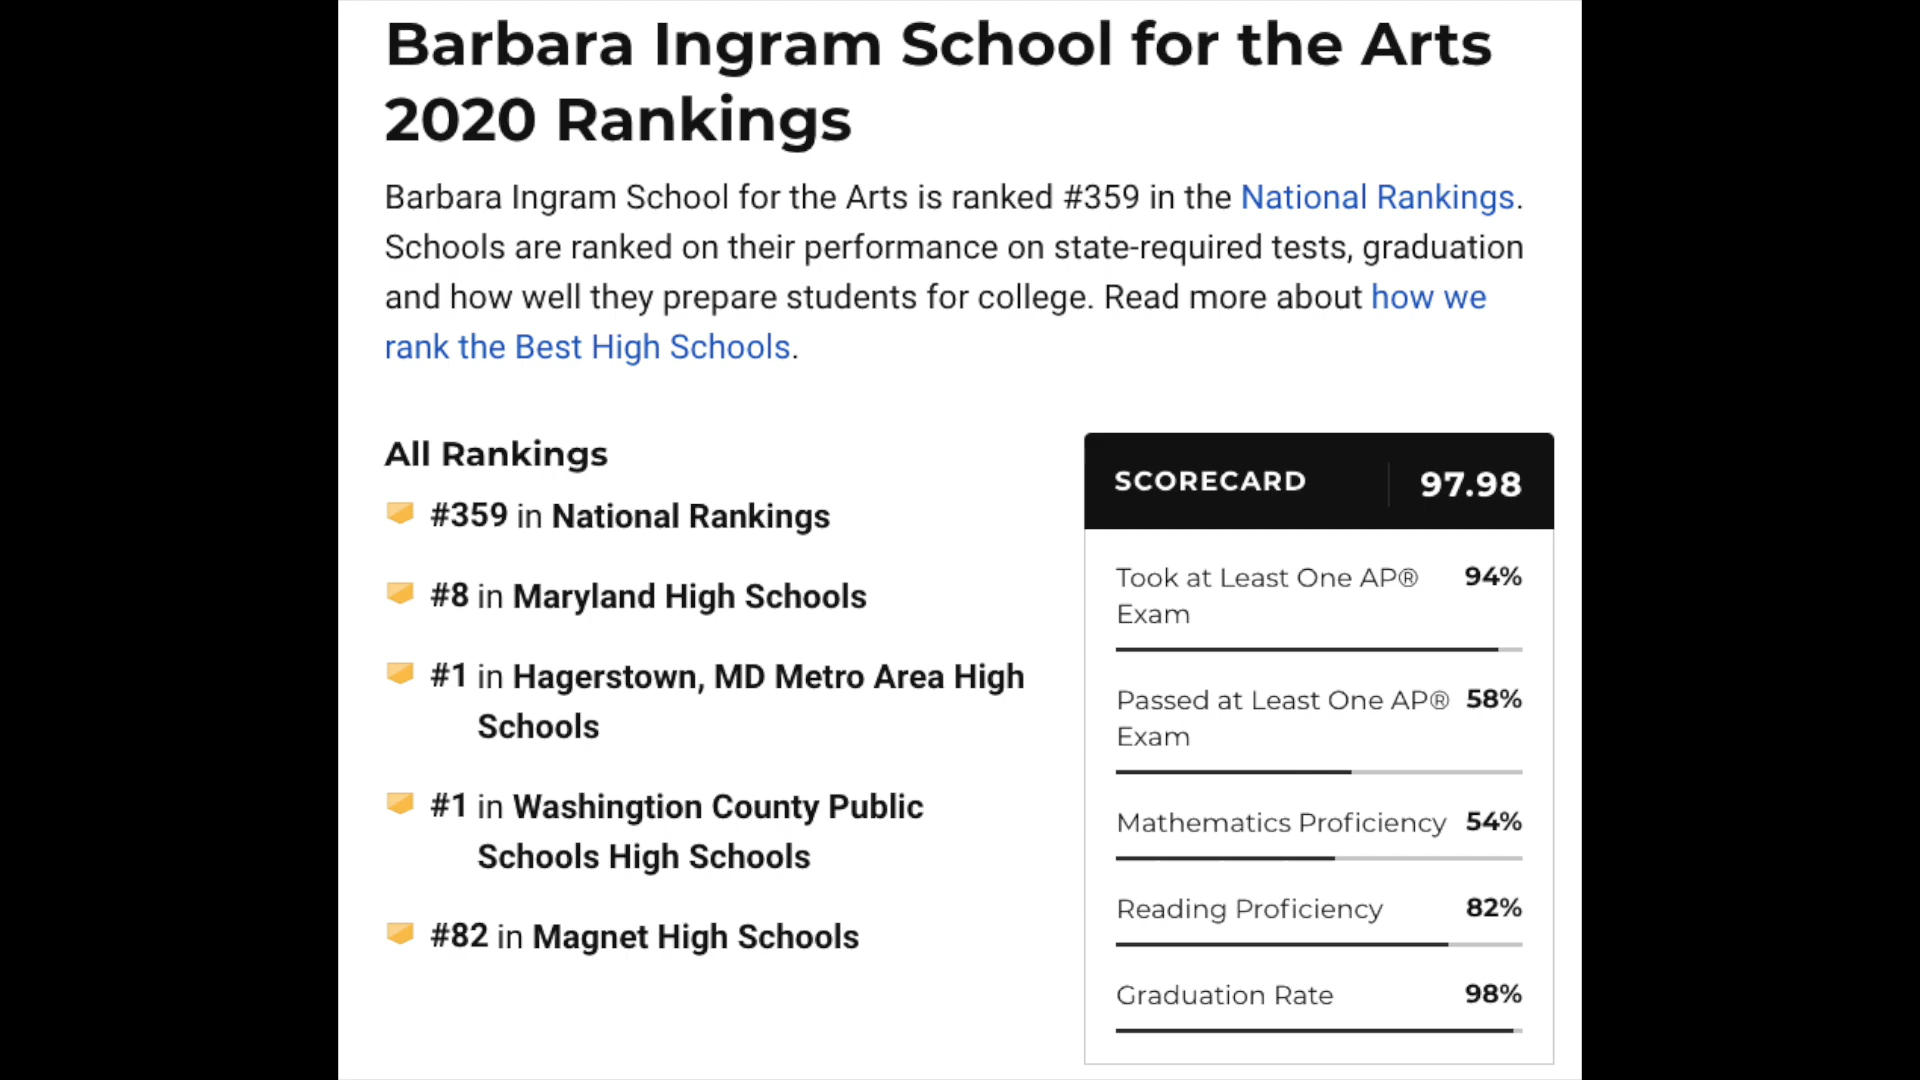 Barbara Ingram School for the Arts
2020 Rankings
Barbara Ingram School for the Arts is ranked #359 in the National Rankings.
Schools are ranked on their performance on state-required tests, graduation
and how well they prepare students for college. Read more about how we
rank the Best High Schools.
All Rankings
#359 in National Rankings
#8 in Maryland High Schools
#1 in Hagerstown, MD Metro Area High
Schools
#1 in Washingtion County Public
Schools High Schools
#82 in Magnet High Schools
SCORECARD 97.98
Took at Least One AP® 94%
Exam
Passed at Least One AP® 58%
Exam
Mathematics Proficiency 54%
Reading Proficiency 82%
Graduation Rate 98%